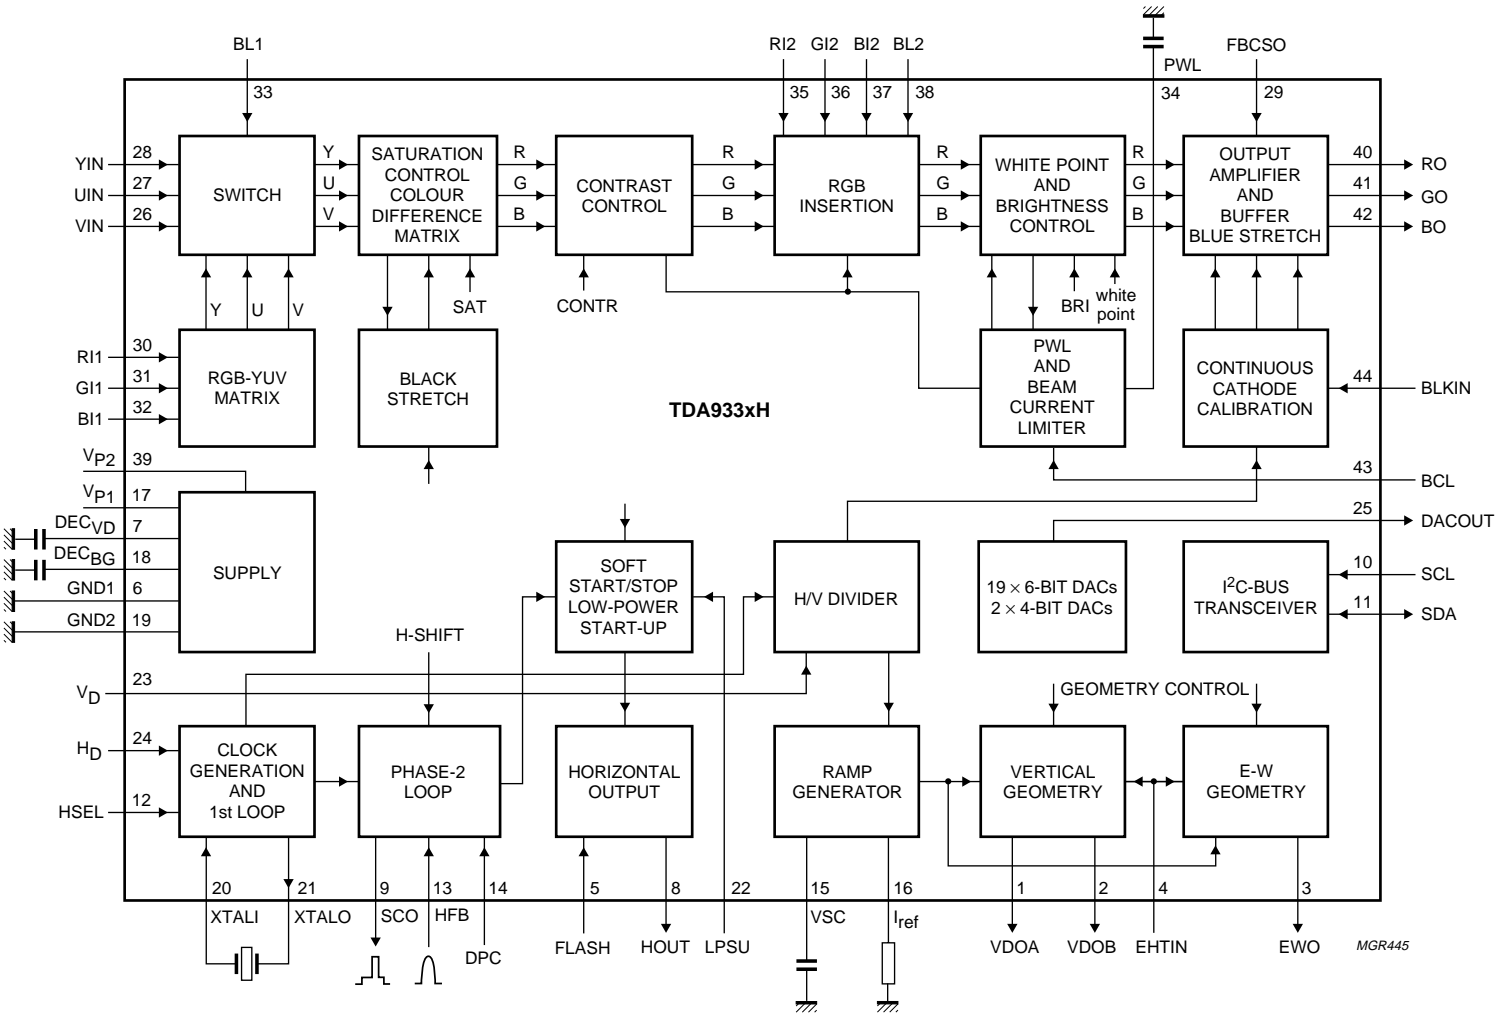 BL1
RI2 GI2 BI2 BL2
PWL
FBCSO
33
35 36 37 38
34
29
YIN 28
UIN 27
VIN 26
SWITCH
Y
U
V
SATURATION
CONTROL
COLOUR
DIFFERENCE
MATRIX
R
G
B
CONTRAST
CONTROL
R
G
B
RGB
INSERTION
R
G
B
WHITE POINT
AND
BRIGHTNESS
CONTROL
R
G
B
OUTPUT
AMPLIFIER
AND
BUFFER
BLUE STRETCH
40 RO
41 GO
42 BO
Y U V
SAT
CONTR
BRI
white
point
RI1 30
GI1 31
BI1 32
RGB-YUV
MATRIX
BLACK
STRETCH
TDA933xH
PWL
AND
BEAM
CURRENT
LIMITER
CONTINUOUS
CATHODE
CALIBRATION
44 BLKIN
43 BCL
25 DACOUT
VP2 39
VP1 17
DECVD 7
DECBG 18
GND1 6
GND2 19
SUPPLY
SOFT
START/STOP
LOW-POWER
START-UP
H/V DIVIDER
19 × 6-BIT DACs
2 × 4-BIT DACs
I2C-BUS
TRANSCEIVER
10 SCL
11 SDA
H-SHIFT
VD 23
GEOMETRY CONTROL
HD 24
HSEL 12
CLOCK
GENERATION
AND
1st LOOP
PHASE-2
LOOP
HORIZONTAL
OUTPUT
RAMP
GENERATOR
VERTICAL
GEOMETRY
E-W
GEOMETRY
20 21 9 13 14 5 8 22 15 16 1 2 4 3
XTALI XTALO SCO HFB VSC Iref
DPC FLASH HOUT LPSU VDOA VDOB EHTIN EWO
MGR445